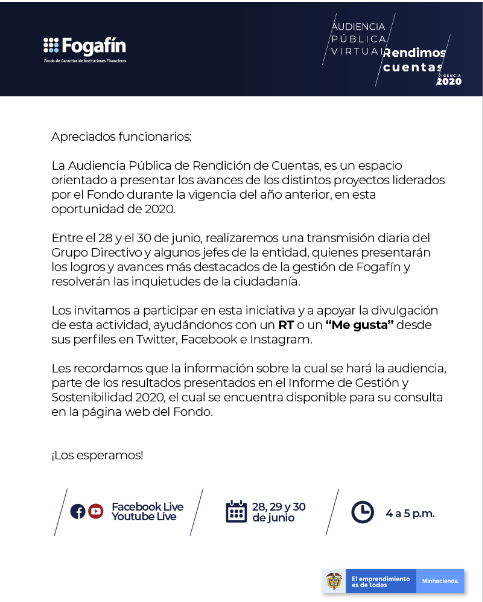 Fogafín
Fondo de Garantías de Instituciones Financieras
AUDIENCIA
PÚBLICA
VIRTUAL Rendimos
cuentas
VIGENCIA
2020
Apreciados funcionarios:
La Audiencia Pública de Rendición de Cuentas, es un espacio
orientado a presentar los avances de los distintos proyectos liderados
por el Fondo durante la vigencia del año anterior, en esta
oportunidad de 2020.
Entre el 28 y el 30 de junio, realizaremos una transmisión diaria del
Grupo Directivo y algunos jefes de la entidad, quienes presentarán
los logros y avances más destacados de la gestión de Fogafín y
resolverán las inquietudes de la ciudadanía.
Los invitamos a participar en esta iniciativa y a apoyar la divulgación
de esta actividad, ayudándonos con un RT o un “Me gusta” desde
sus perfiles en Twitter, Facebook e Instagram.
Les recordamos que la información sobre la cual se hará la audiencia,
parte de los resultados presentados en el Informe de Gestión y
Sostenibilidad 2020, el cual se encuentra disponible para su consulta
en la página web del Fondo.
¡Los esperamos!
Facebook Live
Youtube Live
28, 29 y 30
de junio
4 a 5 p.m.
El emprendimiento
es de todos
Minhacienda